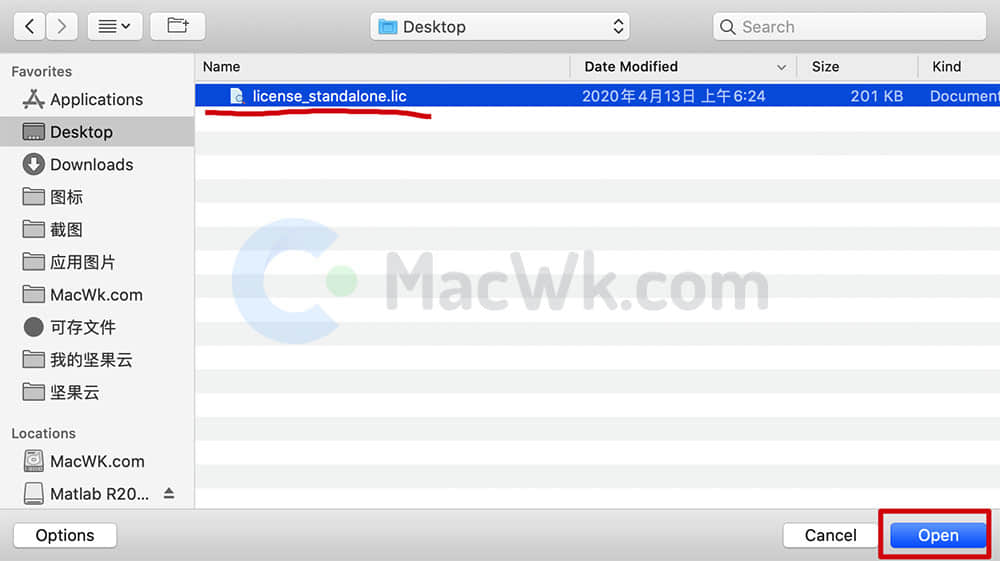 Desktop
Search
Favorites
Applications
Desktop
Downloads
图标
截图
应用图片
MacWk.com
可存文件
我的坚果云
坚果云
Locations
MacWK.com
Matlab R20...
Name Date Modified Size Kind
license_standalone.lic 2020年4月13日 上午6:24 201 KB Document
MacWk.com
Options Cancel Open